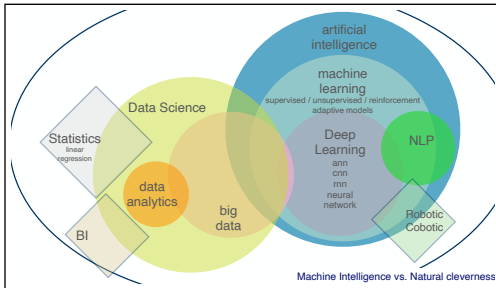 artificial
intelligence
machine
learning
supervised / unsupervised / reinforcement
adaptive models
Data Science
Statistics
linear
regression
Deep
Learning
ann
cnn
rnn
neural
network
NLP
data
analytics
big
data
BI
Robotic
Cobotic
Machine Intelligence vs. Natural cleverness